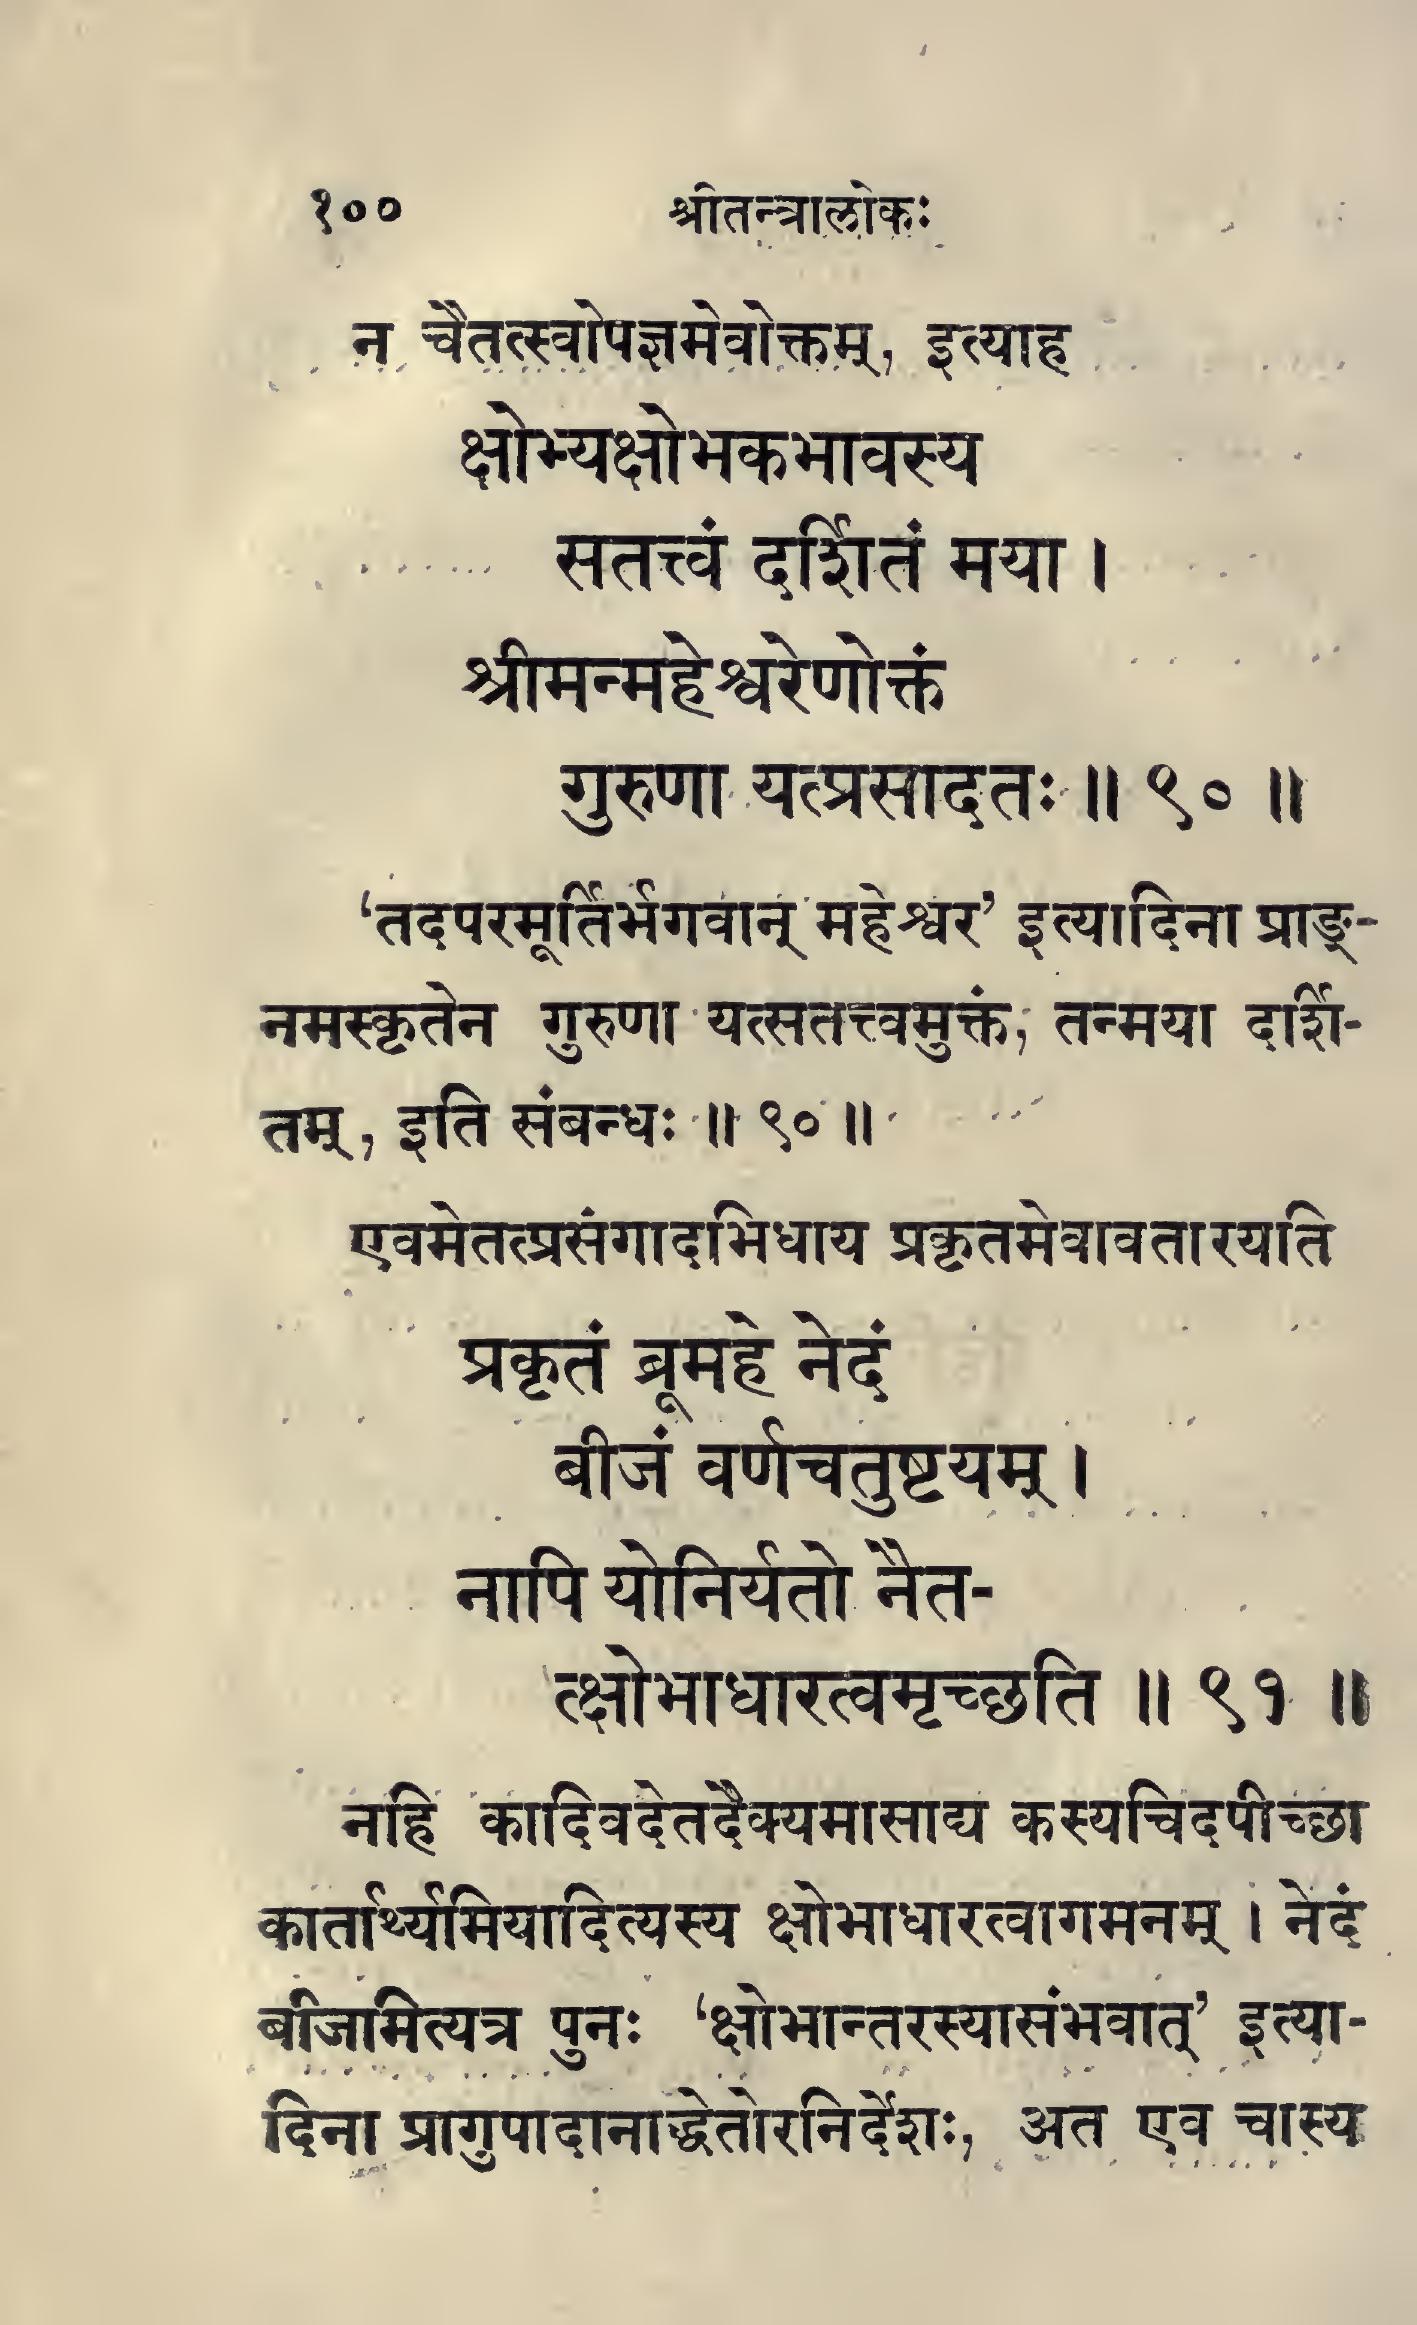 १०० श्रीतन्त्रालोकः
न चैतत्स्वोपज्ञमेवोक्तम्, इत्याह
क्षोभ्यक्षोभकभावस्य
सतत्त्वं दर्शितं मया ।
श्रीमन्महेश्वरेणोक्तं
गुरुणा यत्प्रसादतः ॥ ९० ॥
‘तदपरमूर्तिर्भगवान् महेश्वर’ इत्यादिना प्राङ्-
नमस्कृतेन गुरुणा यत्सतत्त्वमुक्तं, तन्मया दर्शि-
तम्, इति संबन्धः ॥ ९० ॥
एवमेतत्प्रसंगादभिधाय प्रकृतमेवावतारयति
प्रकृतं ब्रूमहे नेदं
बीजं वर्णचतुष्टयम् ।
नापि योनिर्यतो नैत-
त्क्षोभाधारत्वमृच्छति ॥ ९१ ॥
नहि कादिवदेतदैक्यमासाद्य कस्यचिदपीच्छा
कार्तार्थ्यमियादित्यस्य क्षोभाधारत्वागमनम् । नेदं
बीजमित्यत्र पुनः ‘क्षोभान्तरस्यासंभवात्’ इत्या-
दिना प्रागुपादानाद्धेतोरनिर्देशः, अत एव चास्य